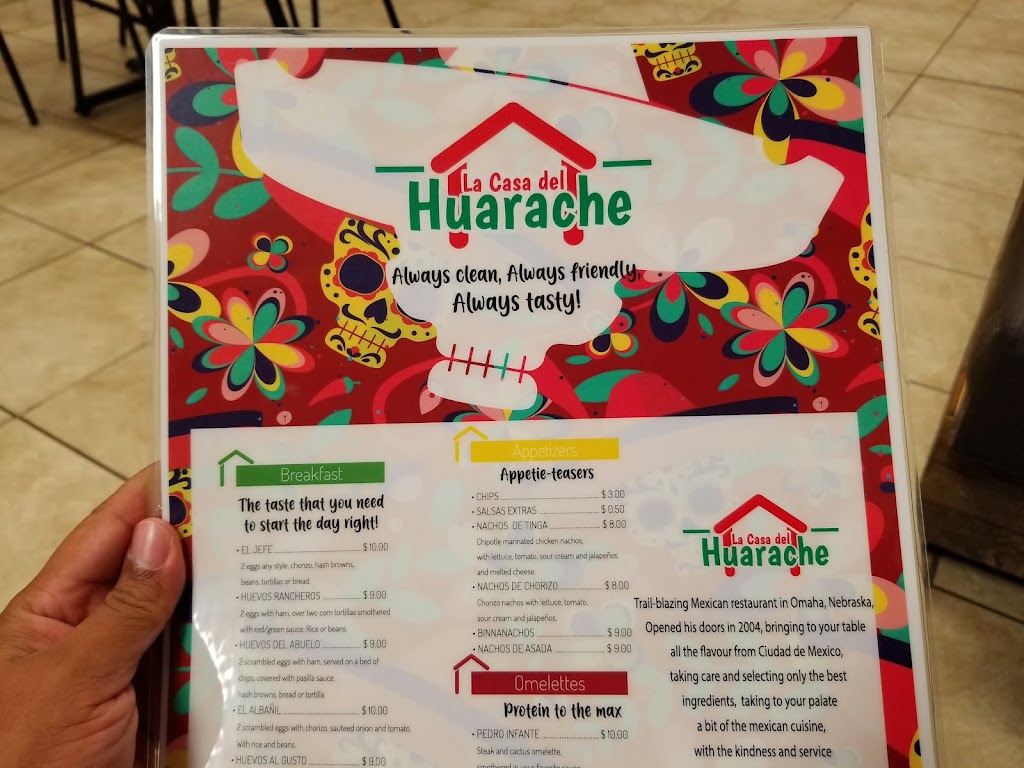 La Casa del
Huarache
Always clean, Always friendly,
Always tasty!
Breakfast
The taste that you need
to start the day right!
• EL JEFE ............ $10.00
2 eggs any style, chorizo, hash browns,
beans, tortillas or bread.
• HUEVOS RANCHEROS ............ $ 9.00
2 eggs with ham, over two corn tortillas smothered
with red/green sauce. Rice or beans.
• HUEVOS DEL ABUELO ............ $ 9.00
2 scrambled eggs with ham, served on a bed of
chips, covered with pasilla sauce,
hash browns, bread or tortilla.
• EL ALBAÑIL ............ $10.00
2 scrambled eggs with chorizo, sauteed onion and tomato.
With rice and beans.
• HUEVOS AL GUSTO ............ $ 9.00
Appetizers
Appetie-teasers
• CHIPS ............ $ 3.00
• SALSAS EXTRAS ............ $ 0.50
• NACHOS DE TINGA ............ $ 8.00
Chipotle marinated chicken nachos,
with lettuce, tomato, sour cream and jalapeños
and melted cheese.
• NACHOS DE CHORIZO ............ $ 8.00
Chorizo nachos with lettuce, tomato,
sour cream and jalapeños.
• BINNANACHOS ............ $ 9.00
• NACHOS DE ASADA ............ $ 9.00
Omelettes
Protein to the max
• PEDRO INFANTE ............ $10.00
Steak and cactus omelette,
smothered in your favorite sauce
La Casa del
Huarache
Trail-blazing Mexican restaurant in Omaha, Nebraska,
Opened his doors in 2004, bringing to your table
all the flavour from Ciudad de Mexico,
taking care and selecting only the best
ingredients, taking to your palate
a bit of the mexican cuisine,
with the kindness and service